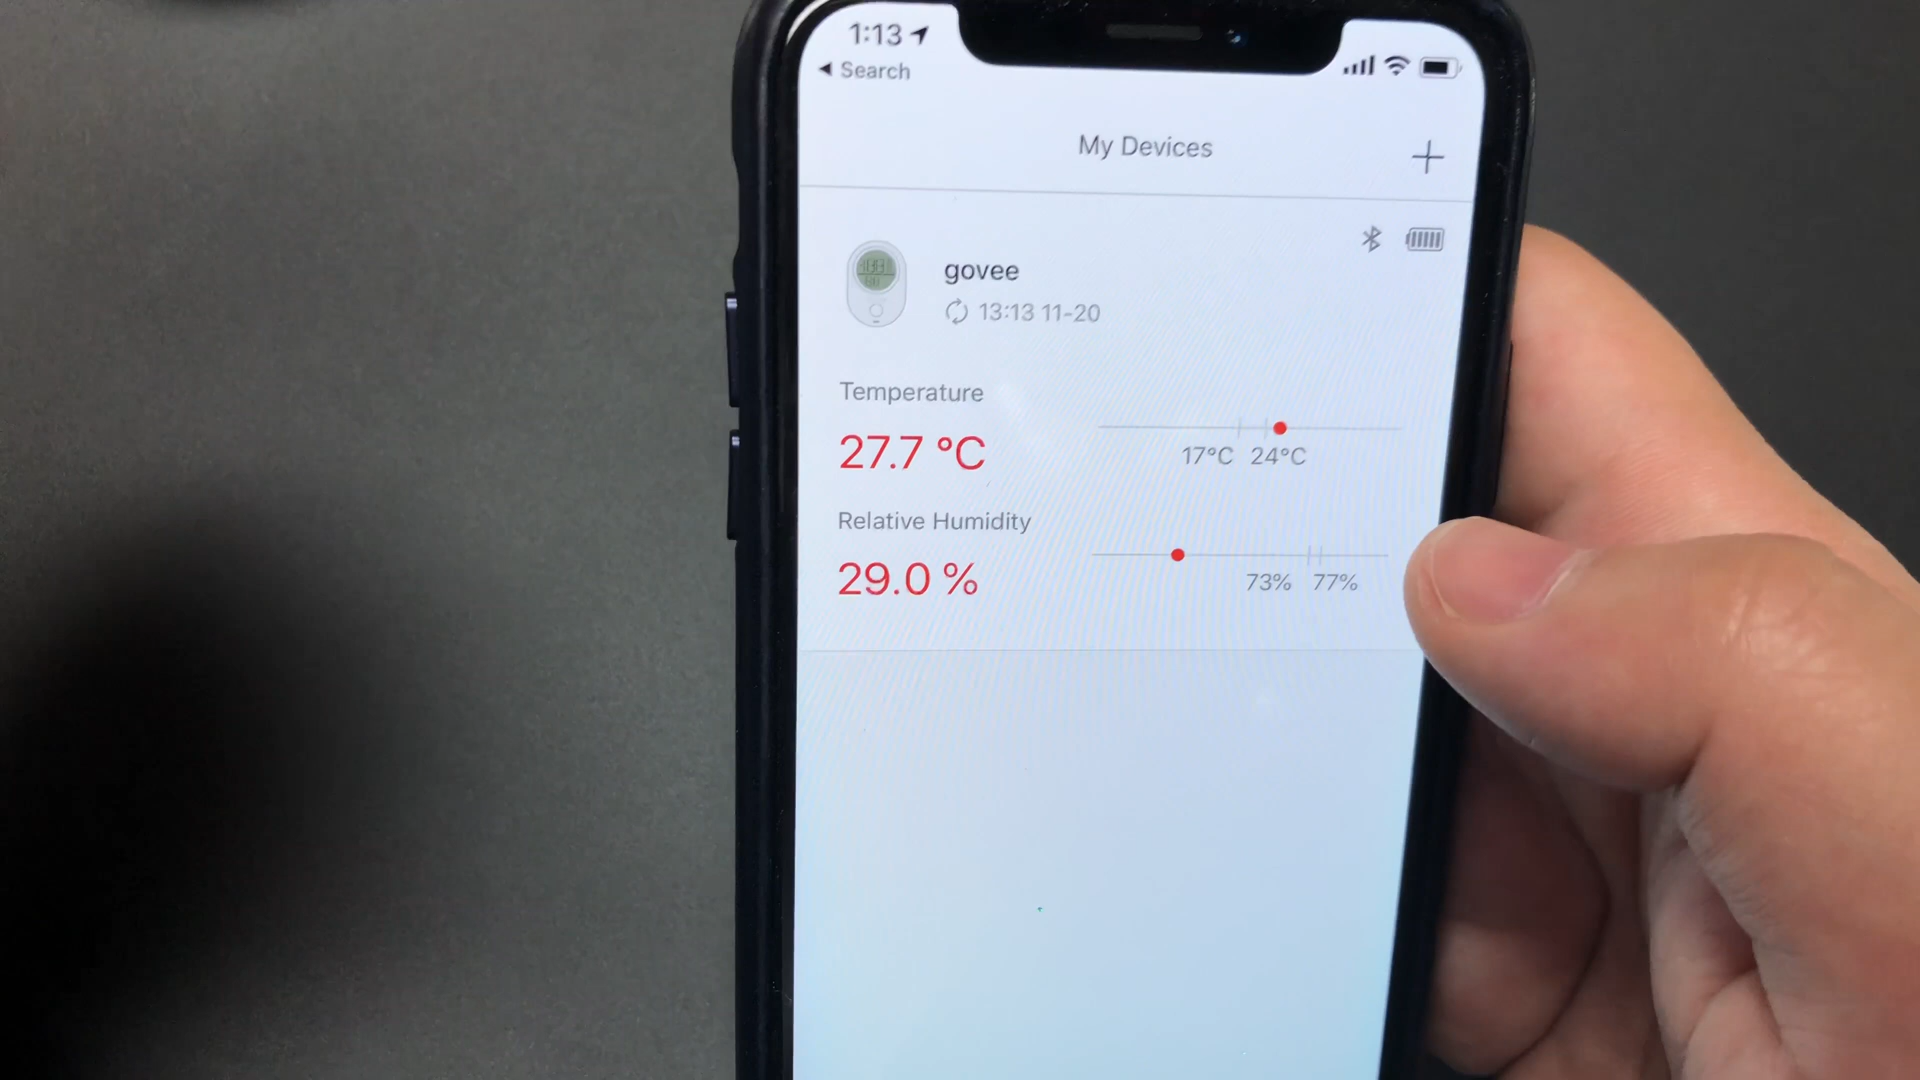 1:13
Search
My Devices
govee
13:13 11-20
Temperature
27.7 °C
17°C 24°C
Relative Humidity
29.0 %
73% 77%